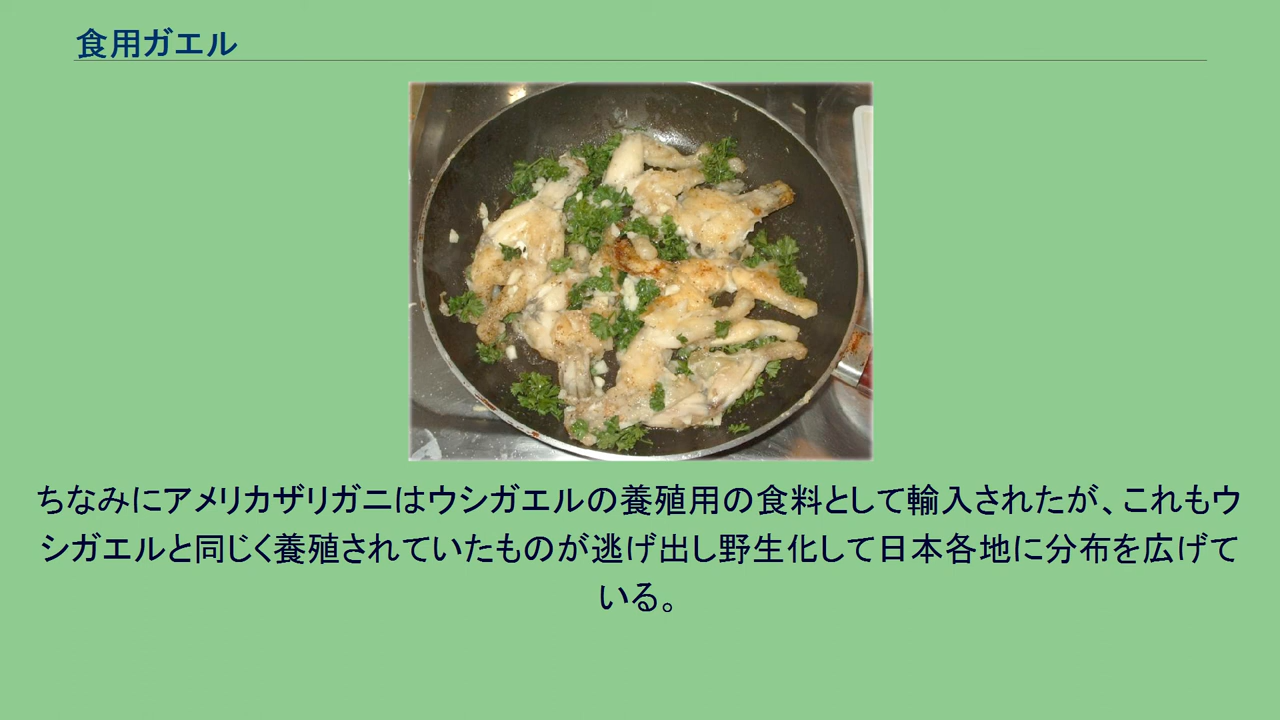 食用ガエル
ちなみにアメリカザリガニはウシガエルの養殖用の食料として輸入されたが、これもウ
シガエルと同じく養殖されていたものが逃げ出し野生化して日本各地に分布を広げて
いる。